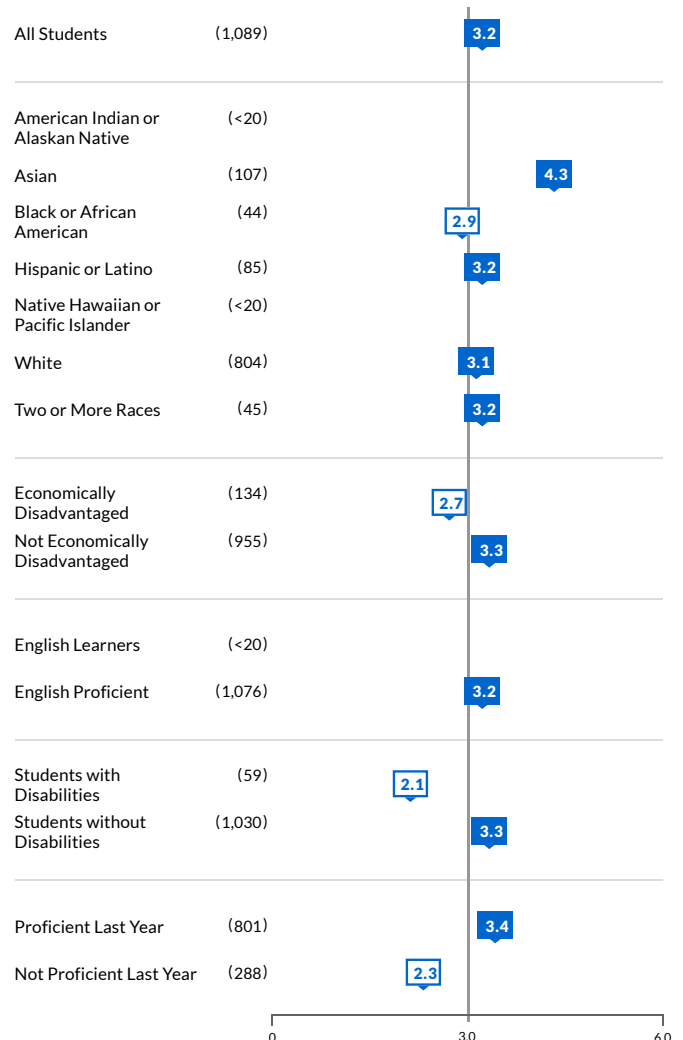 All Students (1,089) 3.2
American Indian or (<20)
Alaskan Native
Asian (107) 4.3
Black or African (44) 2.9
American
Hispanic or Latino (85) 3.2
Native Hawaiian or (<20)
Pacific Islander
White (804) 3.1
Two or More Races (45) 3.2
Economically (134) 2.7
Disadvantaged
Not Economically (955) 3.3
Disadvantaged
English Learners (<20)
English Proficient (1,076) 3.2
Students with (59) 2.1
Disabilities
Students without (1,030) 3.3
Disabilities
Proficient Last Year (801) 3.4
Not Proficient Last Year (288) 2.3
0 3.0 6.0